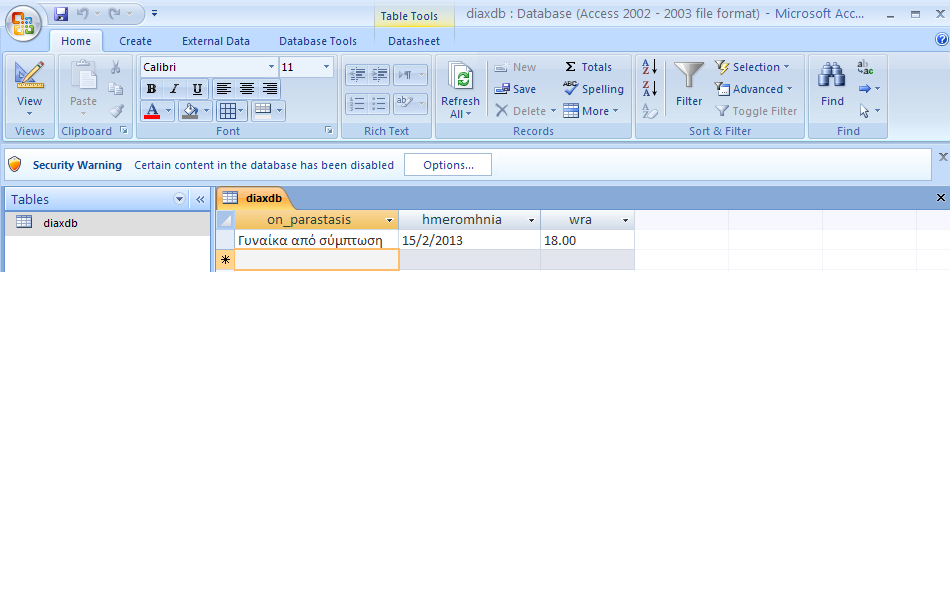 Table Tools
diaxdb : Database (Access 2002 - 2003 file format) - Microsoft Acc...
Home Create External Data Database Tools Datasheet
View
Views
Paste
Clipboard
Calibri 11
B I U
A
Font
Rich Text
Refresh All
New Save Delete
Totals Spelling More
Records
A Z
Z A
Filter
Selection Advanced Toggle Filter
Sort & Filter
Find
ab ac
Find
Security Warning Certain content in the database has been disabled Options...
Tables «
diaxdb
diaxdb
on_parastasis hmeromhnia wra
Γυναίκα από σύμπτωση 15/2/2013 18.00